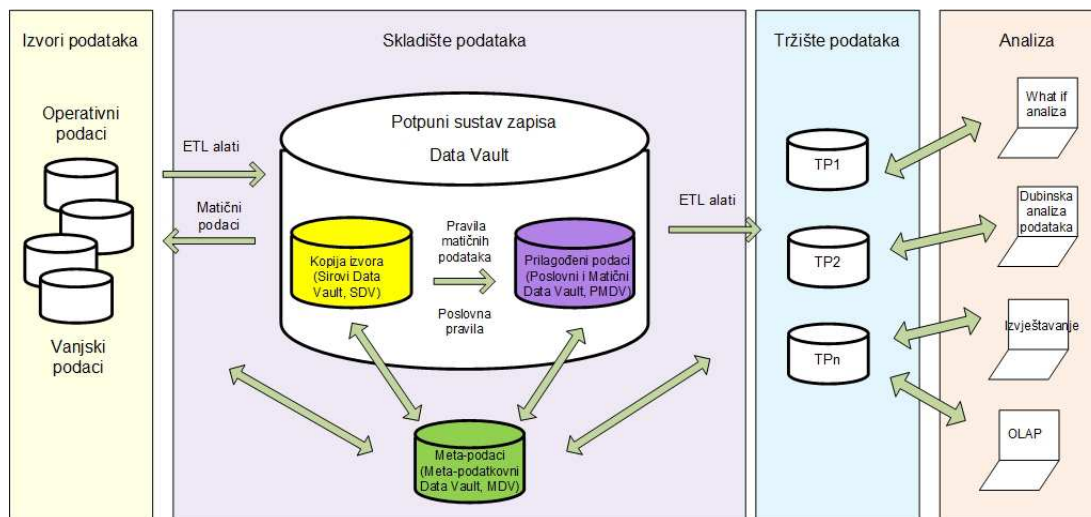 Izvori podataka
Operativni
podaci
Vanjski
podaci
Skladište podataka
ETL alati
Matični
podaci
Potpuni sustav zapisa
Data Vault
Kopija izvora
(Sirovi Data
Vault, SDV)
Pravila
matičnih
podataka
Poslovna
pravila
Prilagođeni podaci
(Poslovni i Matični
Data Vault, PMDV)
Meta-podaci
(Meta-podatkovni
Data Vault, MDV)
ETL alati
Tržište podataka
TP1
TP2
TPn
Analiza
What if
analiza
Dubinska
analiza
podataka
Izvještavanje
OLAP